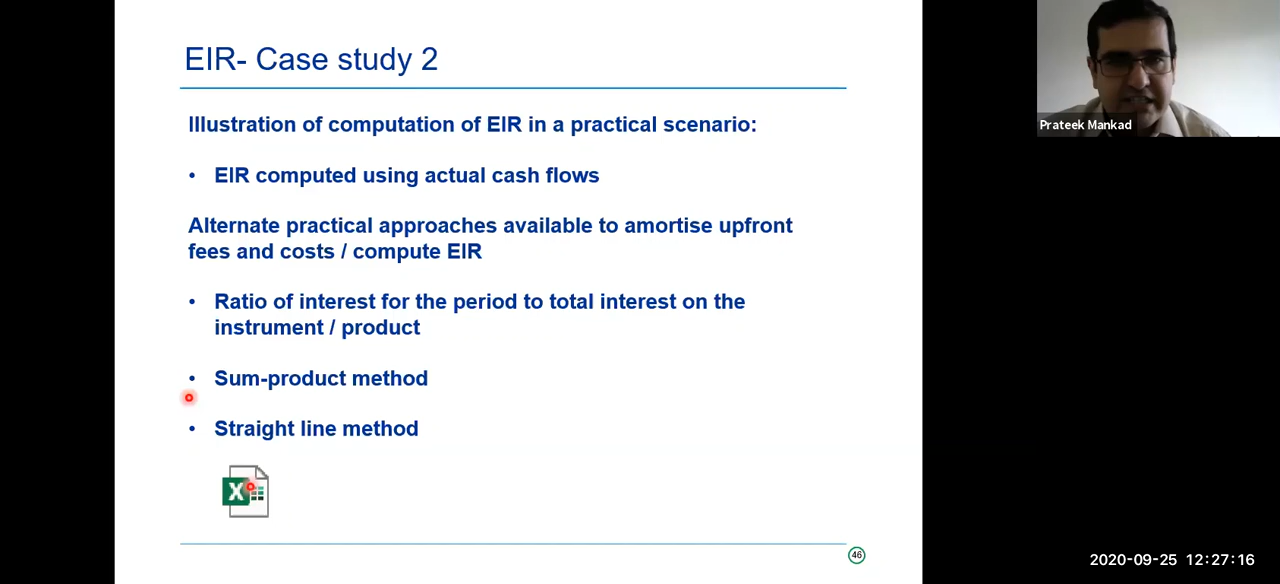 EIR- Case study 2
Illustration of computation of EIR in a practical scenario:
• EIR computed using actual cash flows
Alternate practical approaches available to amortise upfront
fees and costs / compute EIR
• Ratio of interest for the period to total interest on the
instrument / product
• Sum-product method
• Straight line method
X
46
Prateek Mankad
2020-09-25 12:27:16